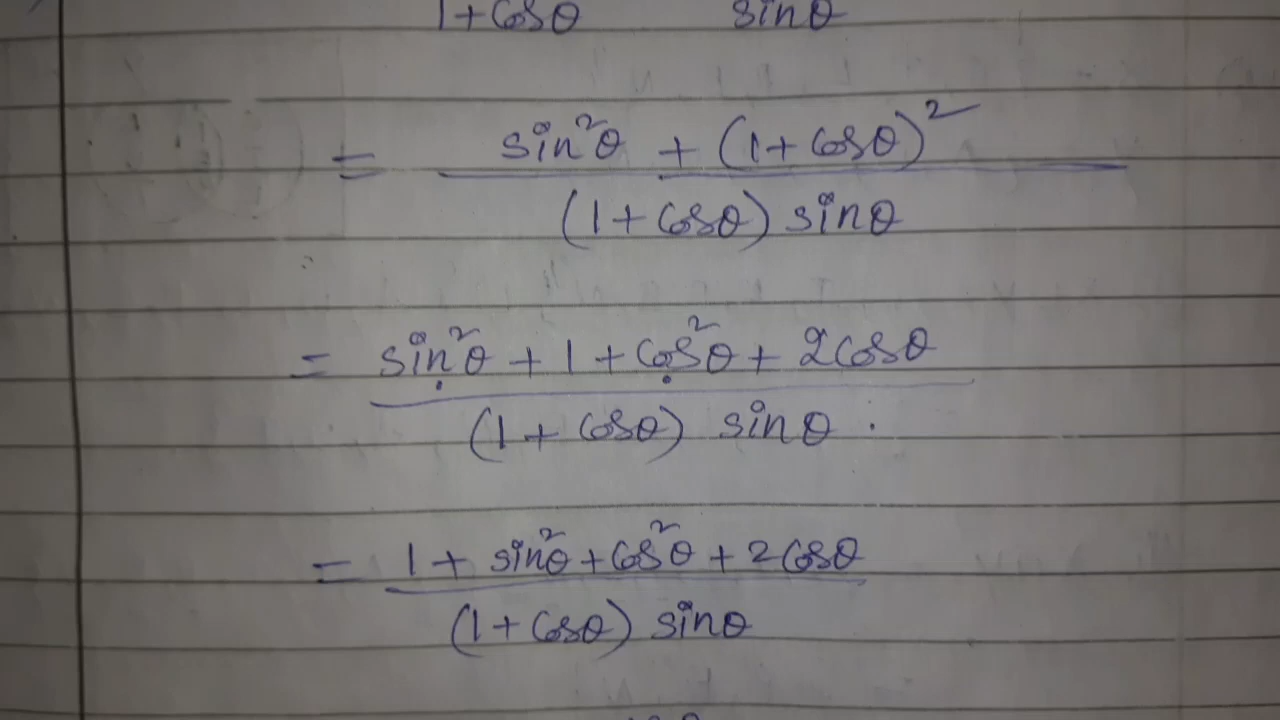 1+cosθ sinθ
= sin²θ + (1+cosθ)²
(1+cosθ) sinθ
= sin²θ + 1 + cos²θ + 2cosθ
(1+cosθ) sinθ .
= 1 + sin²θ + cos²θ + 2cosθ
(1+cosθ) sinθ